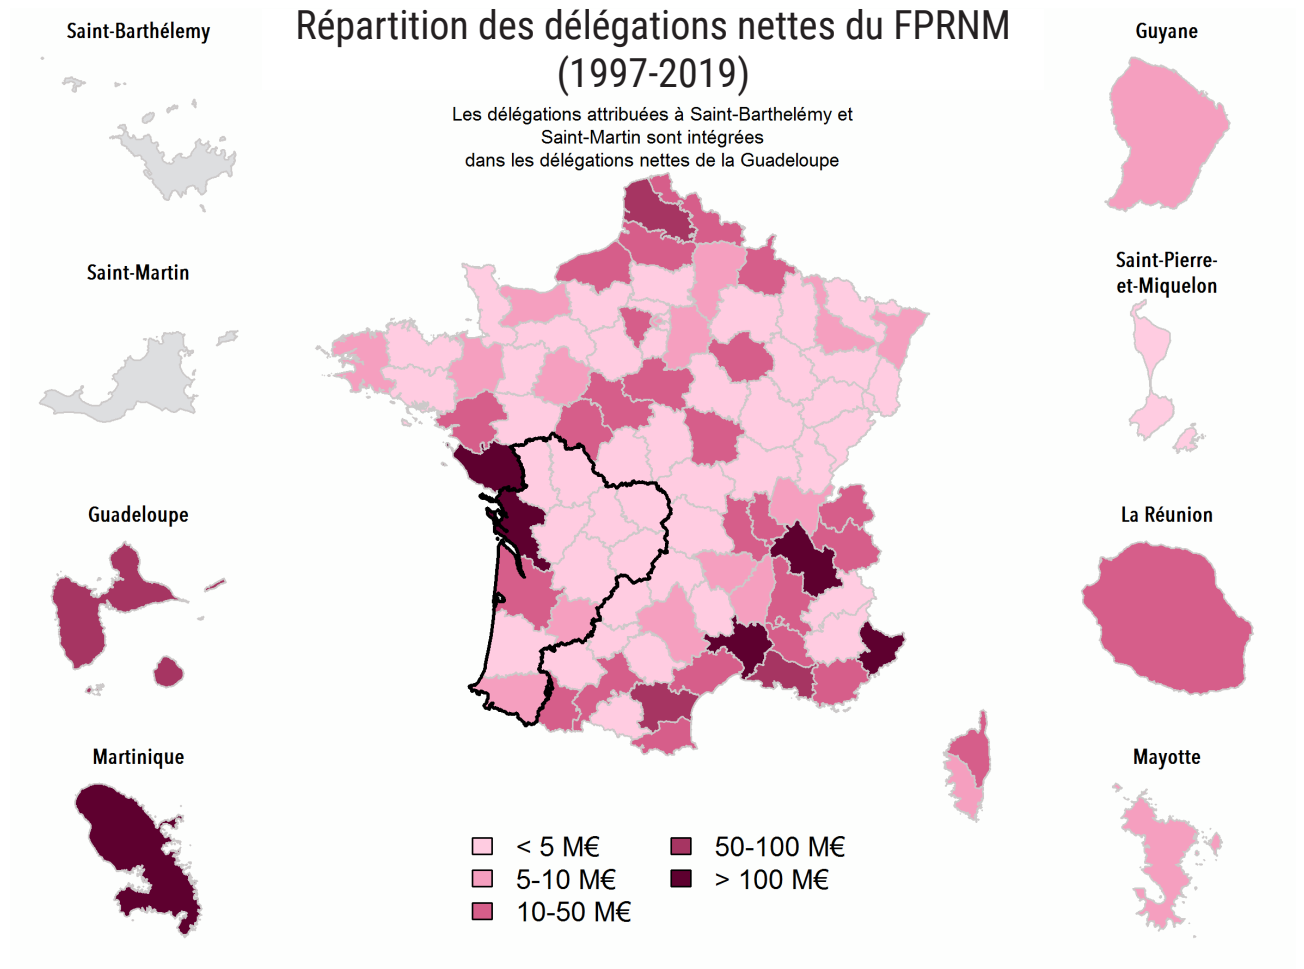 Répartition des délégations nettes du FPRNM
(1997-2019)
Les délégations attribuées à Saint-Barthelémy et
Saint-Martin sont intégrées
dans les délégations nettes de la Guadeloupe
Saint-Barthélemy
Saint-Martin
Guadeloupe
Martinique
Guyane
Saint-Pierre-
et-Miquelon
La Réunion
Mayotte
< 5 M€
5-10 M€
10-50 M€
50-100 M€
> 100 M€